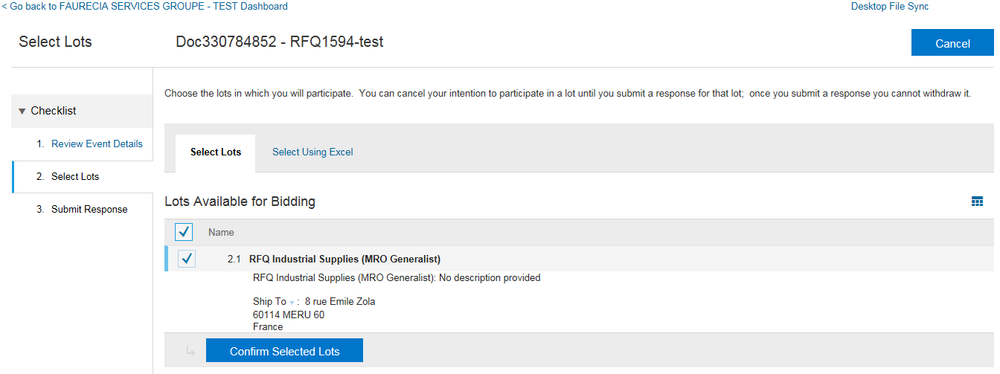 < Go back to FAURECIA SERVICES GROUPE - TEST Dashboard
Desktop File Sync
Select Lots
Doc330784852 - RFQ1594-test
Cancel
▼ Checklist
1. Review Event Details
2. Select Lots
3. Submit Response
Choose the lots in which you will participate. You can cancel your intention to participate in a lot until you submit a response for that lot; once you submit a response you cannot withdraw it.
Select Lots
Select Using Excel
Lots Available for Bidding
Name
2.1 RFQ Industrial Supplies (MRO Generalist)
RFQ Industrial Supplies (MRO Generalist): No description provided
Ship To : 8 rue Emile Zola
60114 MERU 60
France
Confirm Selected Lots